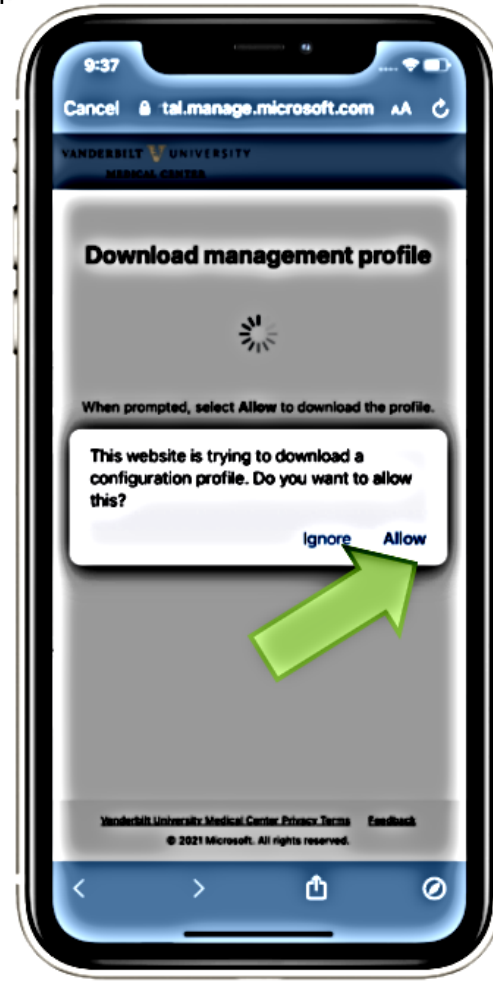 9:37
Cancel tal.manage.microsoft.com AA
VANDERBILT V UNIVERSITY
MEDICAL CENTER
Download management profile
When prompted, select Allow to download the profile.
This website is trying to download a
configuration profile. Do you want to allow
this?
Ignore Allow
Vanderbilt University Medical Center Privacy Terms Feedback
© 2021 Microsoft. All rights reserved.